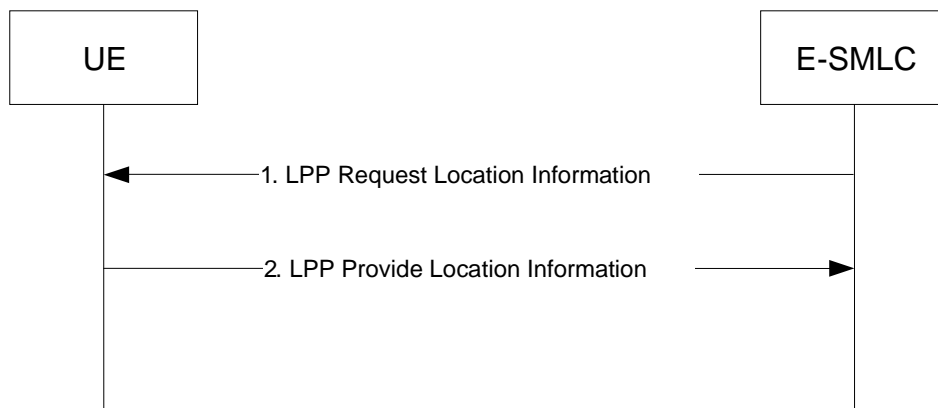 UE
E-SMLC
1. LPP Request Location Information
2. LPP Provide Location Information